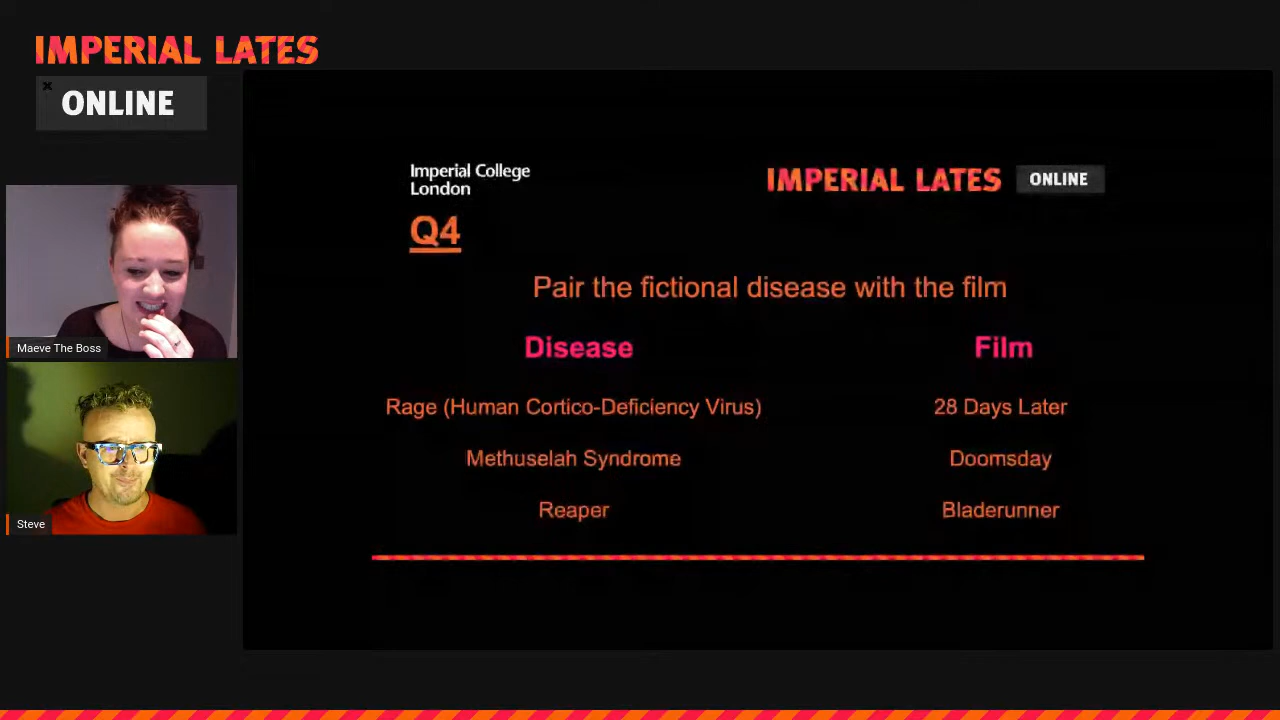 IMPERIAL LATES
ONLINE
Maeve The Boss
Steve
Imperial College
London
IMPERIAL LATES ONLINE
Q4
Pair the fictional disease with the film
Disease Film
Rage (Human Cortico-Deficiency Virus) 28 Days Later
Methuselah Syndrome Doomsday
Reaper Bladerunner